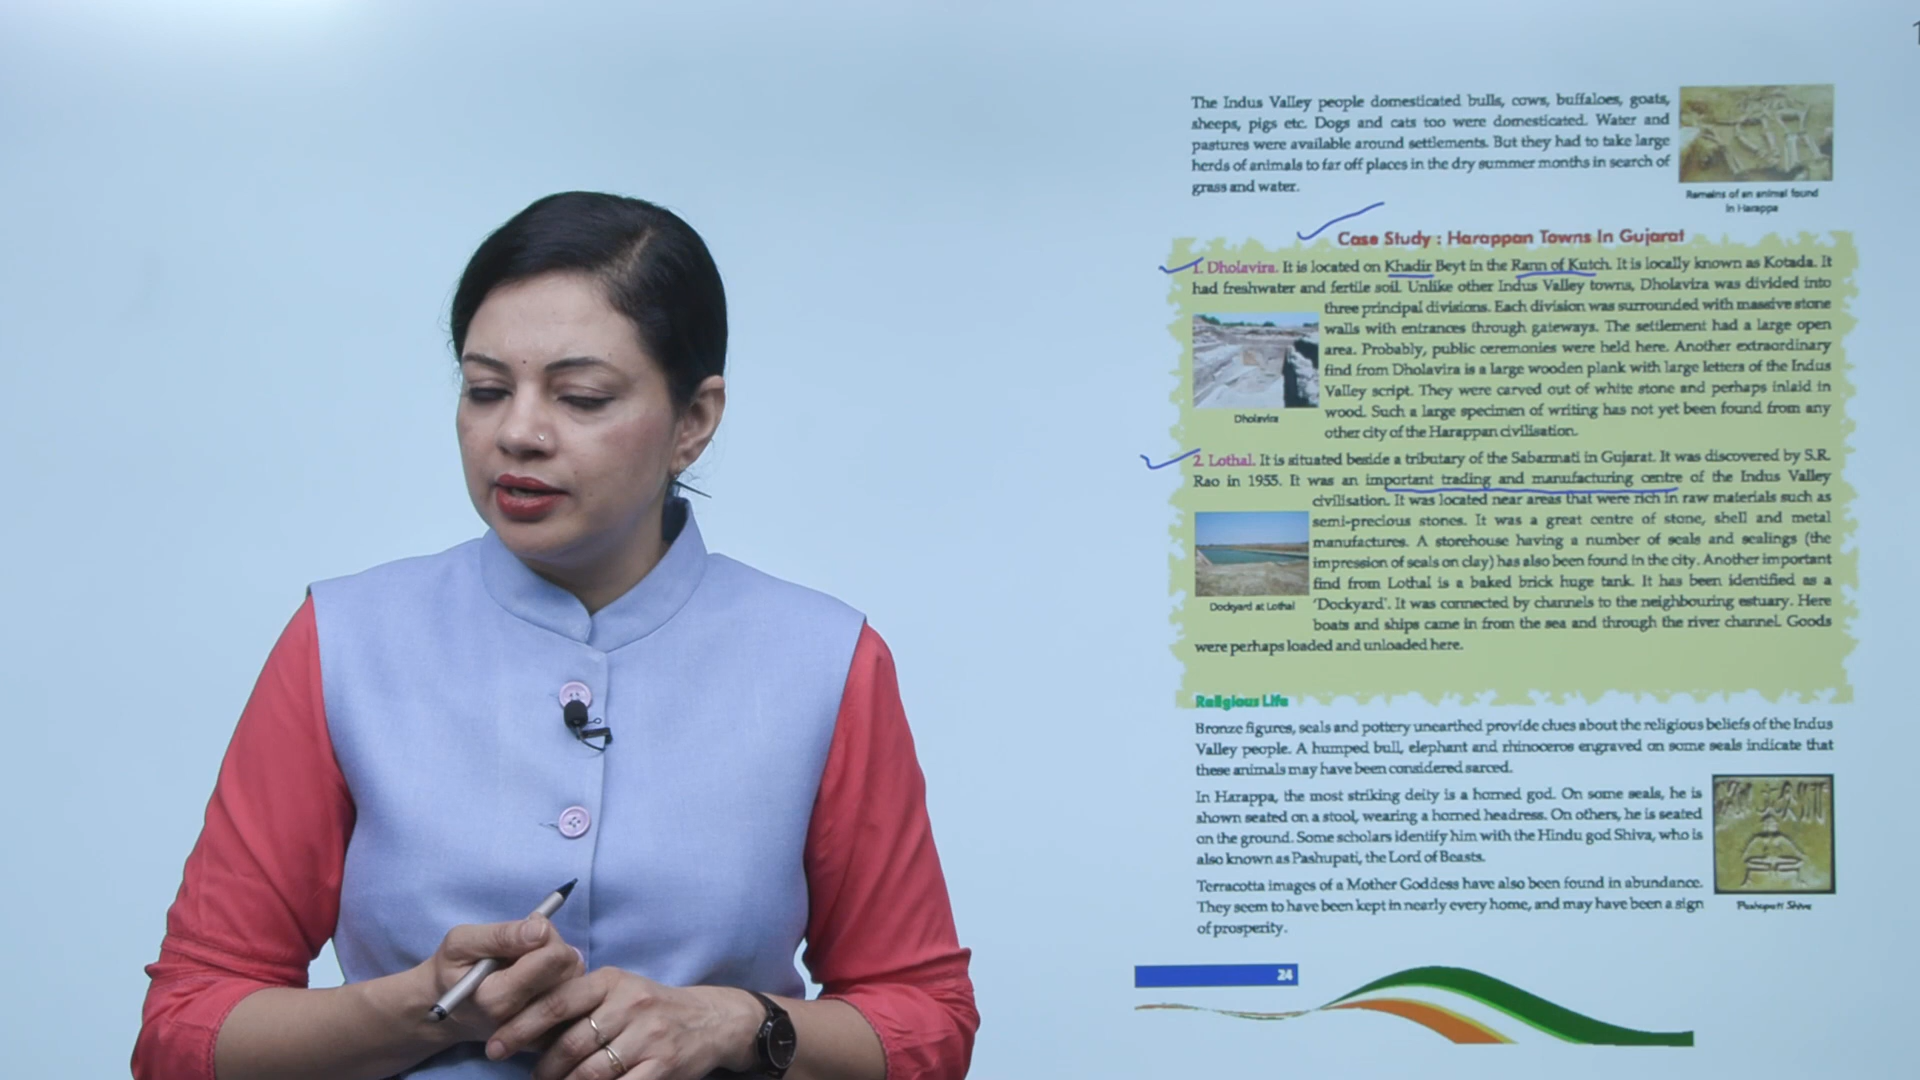 The Indus Valley people domesticated bulls, cows, buffaloes, goats,
sheeps, pigs etc. Dogs and cats too were domesticated. Water and
pastures were available around settlements. But they had to take large
herds of animals to far off places in the dry summer months in search of
grass and water.
Remains of an animal found
in Harappa
Case Study : Harappan Towns In Gujarat
1. Dholavira. It is located on Khadir Beyt in the Rann of Kutch. It is locally known as Kotada. It
had freshwater and fertile soil. Unlike other Indus Valley towns, Dholavira was divided into
three principal divisions. Each division was surrounded with massive stone
walls with entrances through gateways. The settlement had a large open
area. Probably, public ceremonies were held here. Another extraordinary
find from Dholavira is a large wooden plank with large letters of the Indus
Valley script. They were carved out of white stone and perhaps inlaid in
wood. Such a large specimen of writing has not yet been found from any
other city of the Harappan civilisation.
Dholavira
2. Lothal. It is situated beside a tributary of the Sabarmati in Gujarat. It was discovered by S.R.
Rao in 1955. It was an important trading and manufacturing centre of the Indus Valley
civilisation. It was located near areas that were rich in raw materials such as
semi-precious stones. It was a great centre of stone, shell and metal
manufactures. A storehouse having a number of seals and sealings (the
impression of seals on clay) has also been found in the city. Another important
find from Lothal is a baked brick huge tank. It has been identified as a
'Dockyard'. It was connected by channels to the neighbouring estuary. Here
boats and ships came in from the sea and through the river channel. Goods
were perhaps loaded and unloaded here.
Dockyard at Lothal
Religious Life
Bronze figures, seals and pottery unearthed provide clues about the religious beliefs of the Indus
Valley people. A humped bull, elephant and rhinoceros engraved on some seals indicate that
these animals may have been considered sarced.
In Harappa, the most striking deity is a horned god. On some seals, he is
shown seated on a stool, wearing a horned headress. On others, he is seated
on the ground. Some scholars identify him with the Hindu god Shiva, who is
also known as Pashupati, the Lord of Beasts.
Pashupati Shiva
Terracotta images of a Mother Goddess have also been found in abundance.
They seem to have been kept in nearly every home, and may have been a sign
of prosperity.
24